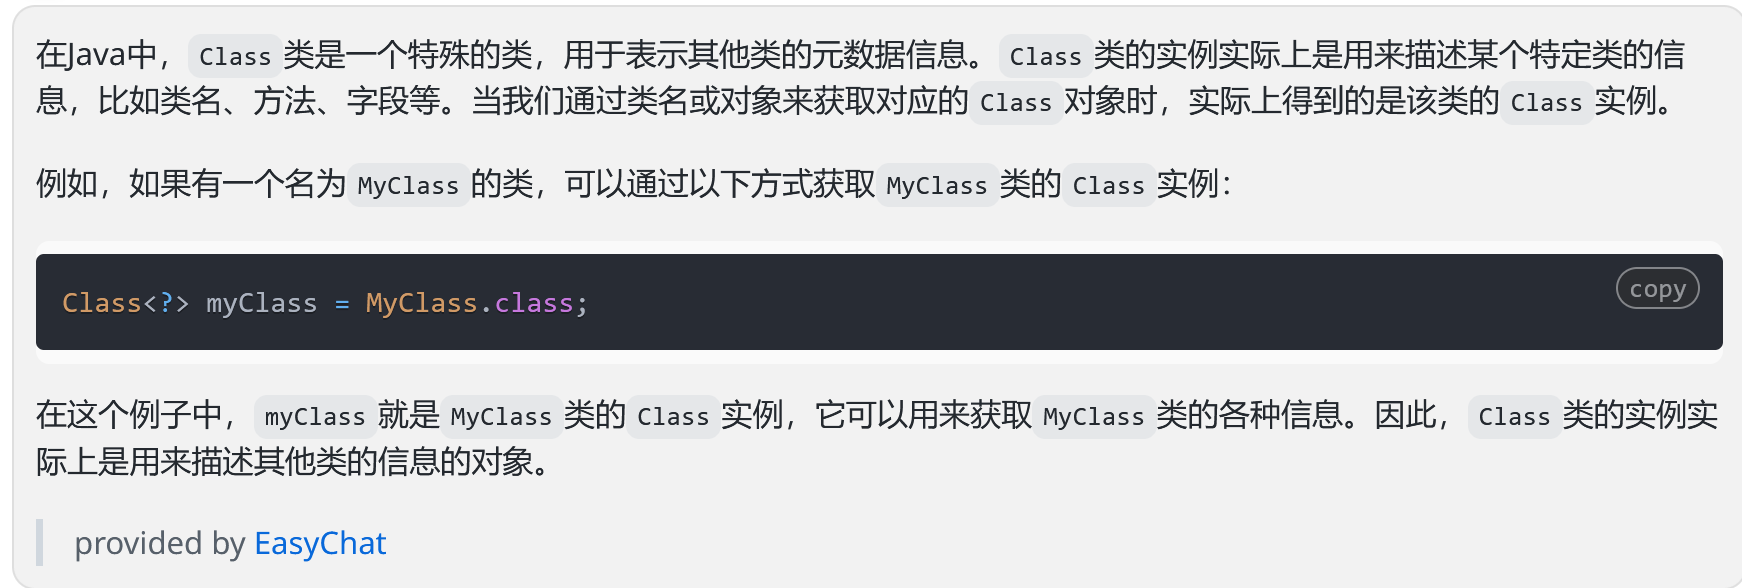 在Java中，Class类是一个特殊的类，用于表示其他类的元数据信息。Class类的实例实际上是用来描述某个特定类的信
息，比如类名、方法、字段等。当我们通过类名或对象来获取对应的Class对象时，实际上得到的是该类的Class实例。
例如，如果有一个名为MyClass的类，可以通过以下方式获取MyClass类的Class实例：
copy
Class<?> myClass = MyClass.class;
在这个例子中，myClass就是MyClass类的Class实例，它可以用来获取MyClass类的各种信息。因此，Class类的实例实
际上是用来描述其他类的信息的对象。
provided by EasyChat